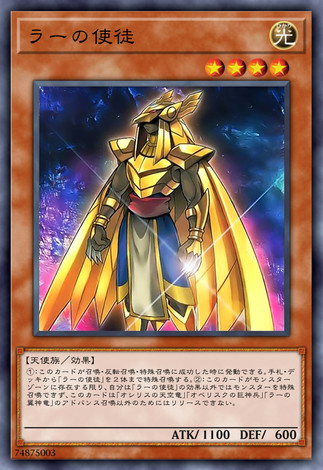 ラーの使徒
光
【天使族／効果】
①：このカードが召喚・反転召喚・特殊召喚に成功した時に発動できる。手札・デ
ッキから「ラーの使徒」を２体まで特殊召喚する。②：このカードがモンスター
ゾーンに存在する限り、自分は「ラーの使徒」の効果以外ではモンスターを特殊
召喚できず、このカードは「オシリスの天空竜」「オベリスクの巨神兵」「ラーの
翼神竜」のアドバンス召喚以外のためにはリリースできない。
ATK/ 1100 DEF/ 600
74875003